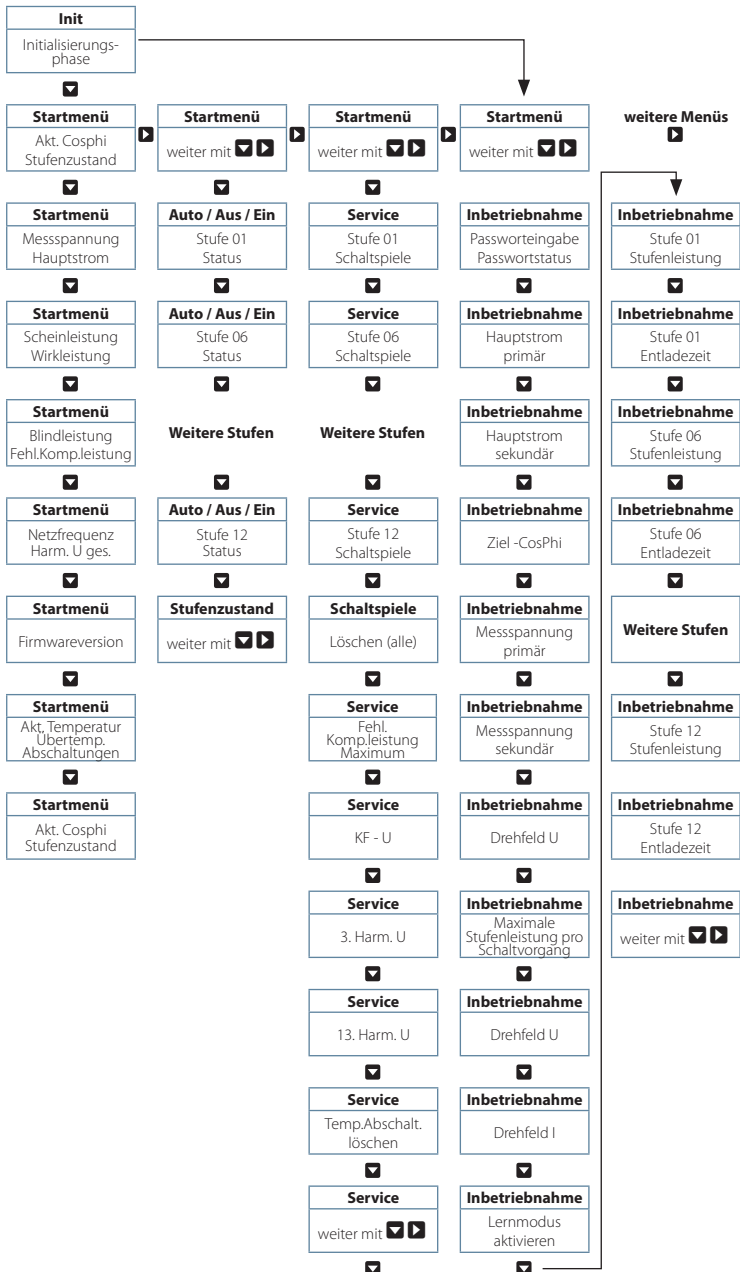 Init
Initialisierungs-
phase
Startmenü
Akt. Cosphi
Stufenzustand
Startmenü
Messspannung
Hauptstrom
Startmenü
Scheinleistung
Wirkleistung
Startmenü
Blindleistung
Fehl.Komp.leistung
Startmenü
Netzfrequenz
Harm. U ges.
Startmenü
Firmwareversion
Startmenü
Akt. Temperatur
Übertemp.
Abschaltungen
Startmenü
Akt. Cosphi
Stufenzustand
Startmenü
weiter mit
Auto / Aus / Ein
Stufe 01
Status
Auto / Aus / Ein
Stufe 06
Status
Weitere Stufen
Auto / Aus / Ein
Stufe 12
Status
Stufenzustand
weiter mit
Startmenü
weiter mit
Service
Stufe 01
Schaltspiele
Service
Stufe 06
Schaltspiele
Weitere Stufen
Service
Stufe 12
Schaltspiele
Schaltspiele
Löschen (alle)
Service
Fehl.
Komp.leistung
Maximum
Service
KF - U
Service
3. Harm. U
Service
13. Harm. U
Service
Temp.Abschalt.
löschen
Service
weiter mit
Startmenü
weiter mit
Inbetriebnahme
Passworteingabe
Passwortstatus
Inbetriebnahme
Hauptstrom
primär
Inbetriebnahme
Hauptstrom
sekundär
Inbetriebnahme
Ziel -CosPhi
Inbetriebnahme
Messspannung
primär
Inbetriebnahme
Messspannung
sekundär
Inbetriebnahme
Drehfeld U
Inbetriebnahme
Maximale
Stufenleistung pro
Schaltvorgang
Inbetriebnahme
Drehfeld U
Inbetriebnahme
Drehfeld I
Inbetriebnahme
Lernmodus
aktivieren
weitere Menüs
Inbetriebnahme
Stufe 01
Stufenleistung
Inbetriebnahme
Stufe 01
Entladezeit
Inbetriebnahme
Stufe 06
Stufenleistung
Inbetriebnahme
Stufe 06
Entladezeit
Weitere Stufen
Inbetriebnahme
Stufe 12
Stufenleistung
Inbetriebnahme
Stufe 12
Entladezeit
Inbetriebnahme
weiter mit